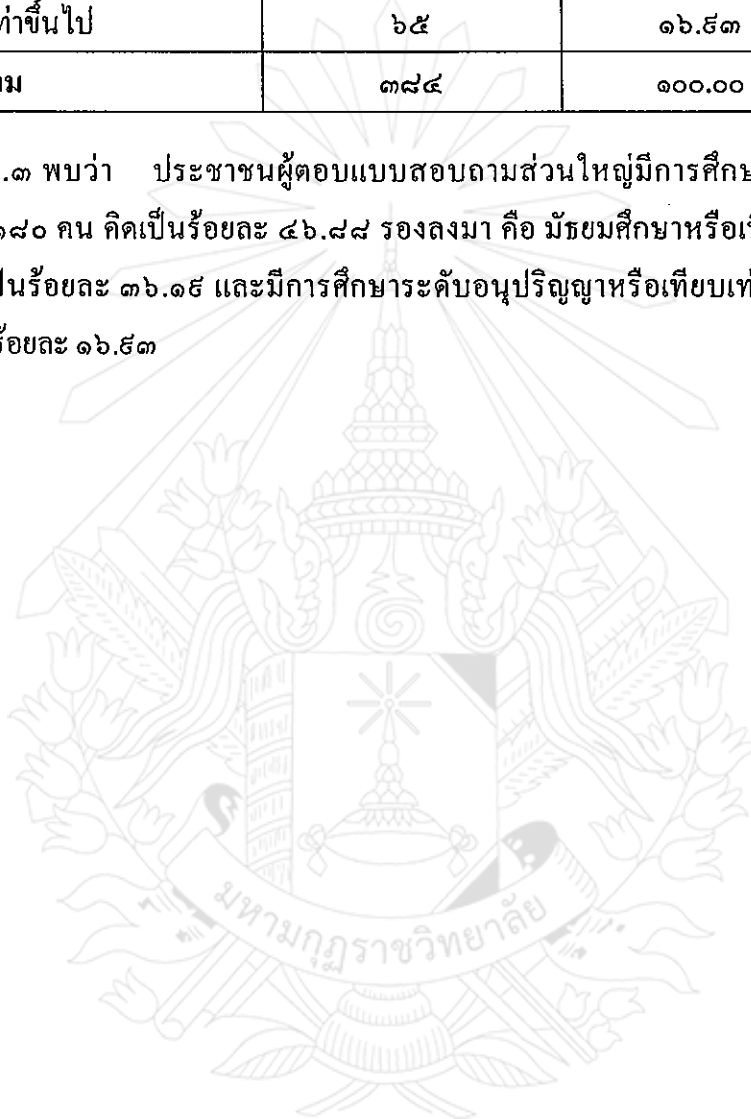 ท่าขึ้นไป ๖๕ ๑๖.๙๓
ม ๓๘๔ ๑๐๐.๐๐
.๓ พบว่า ประชาชนผู้ตอบแบบสอบถามส่วนใหญ่มีการศึกษ
๑๘๐ คน คิดเป็นร้อยละ ๔๖.๘๘ รองลงมา คือ มัธยมศึกษาหรือเที
ป็นร้อยละ ๓๖.๑๙ และมีการศึกษาระดับอนุปริญญาหรือเทียบเท่
ร้อยละ ๑๖.๙๓
มหามกุฏราชวิทยาลัย